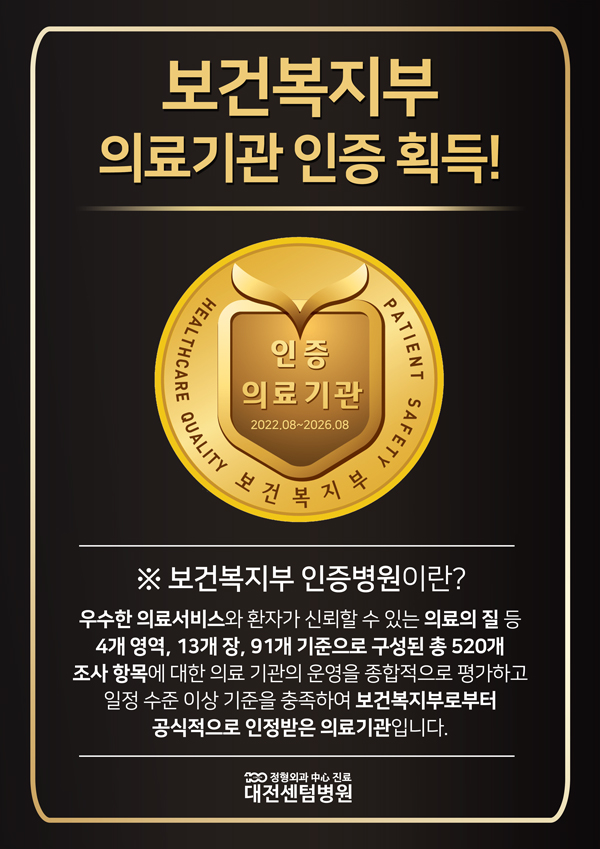 보건복지부
의료기관 인증 획득!
HEALTHCARE QUALITY
PATIENT SAFETY
인증
의료기관
2022.08~2026.08
보건복지부
※ 보건복지부 인증병원이란?
우수한 의료서비스와 환자가 신뢰할 수 있는 의료의 질 등
4개 영역, 13개 장, 91개 기준으로 구성된 총 520개
조사 항목에 대한 의료 기관의 운영을 종합적으로 평가하고
일정 수준 이상 기준을 충족하여 보건복지부로부터
공식적으로 인정받은 의료기관입니다.
정형외과 中心 진료
대전센텀병원